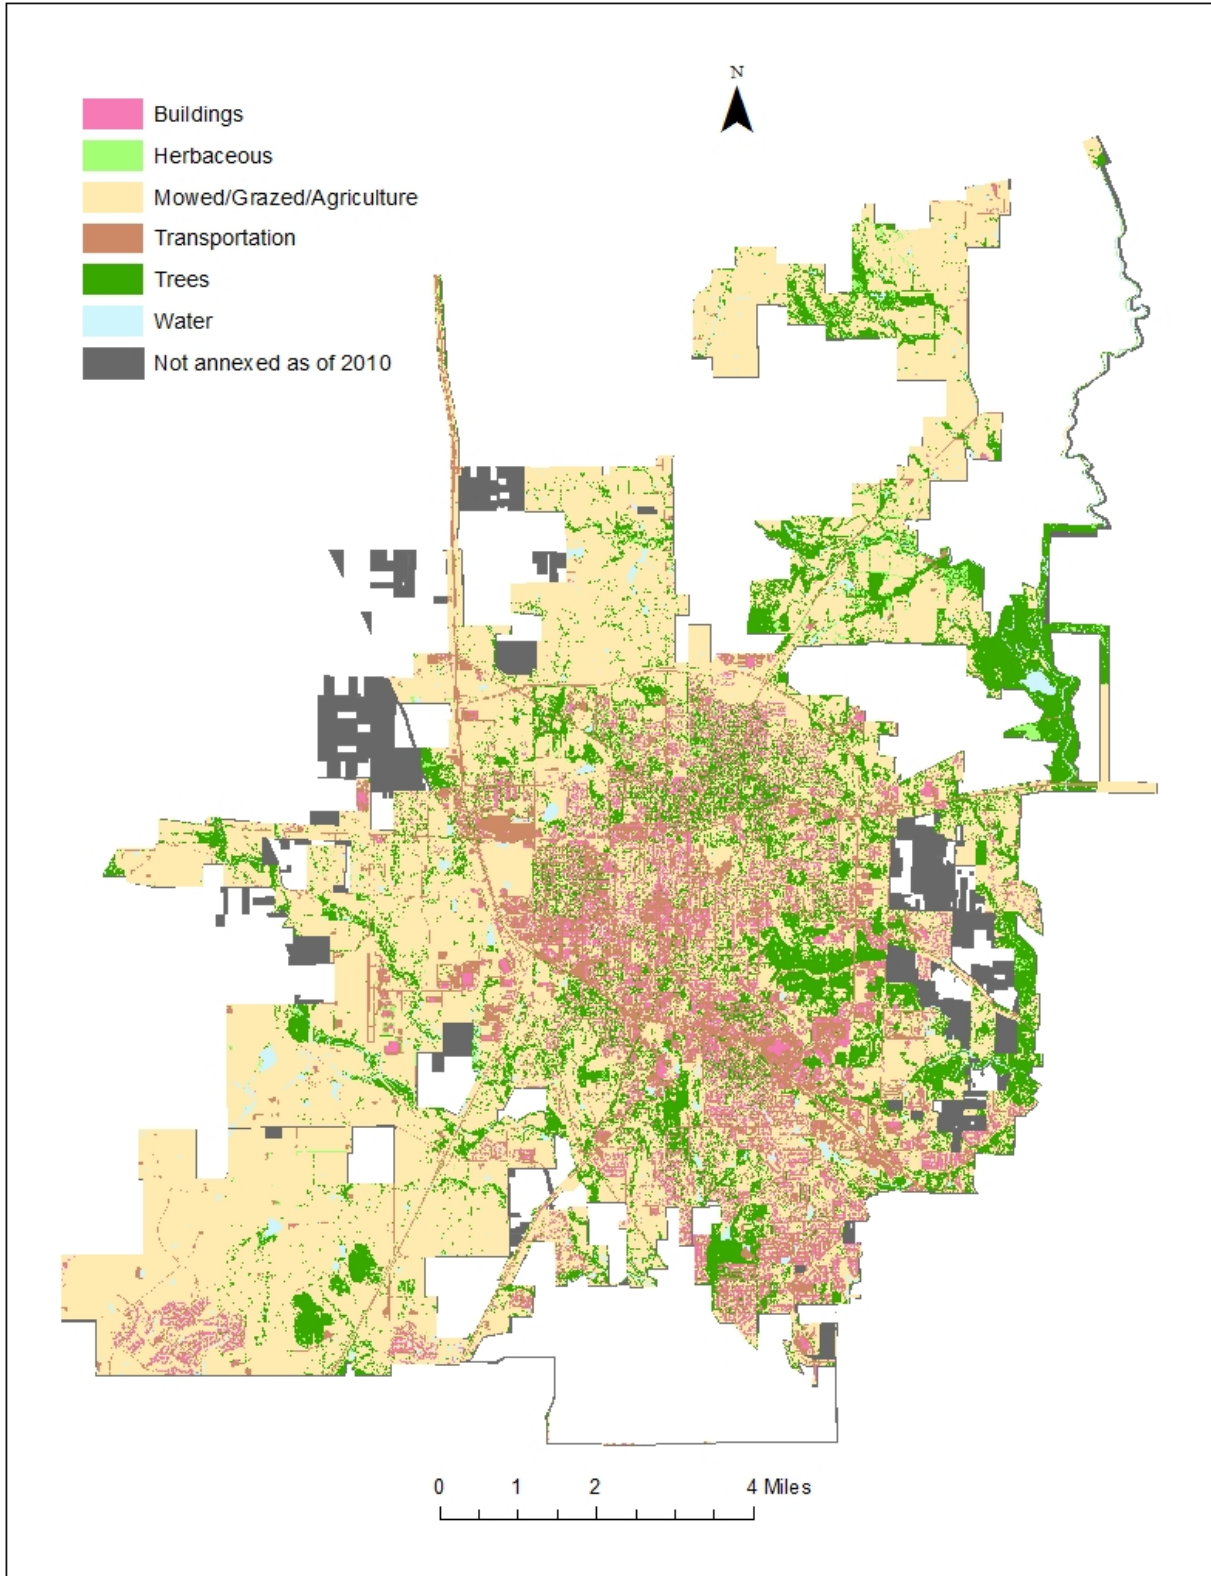 N
Buildings
Herbaceous
Mowed/Grazed/Agriculture
Transportation
Trees
Water
Not annexed as of 2010
0 1 2 4 Miles